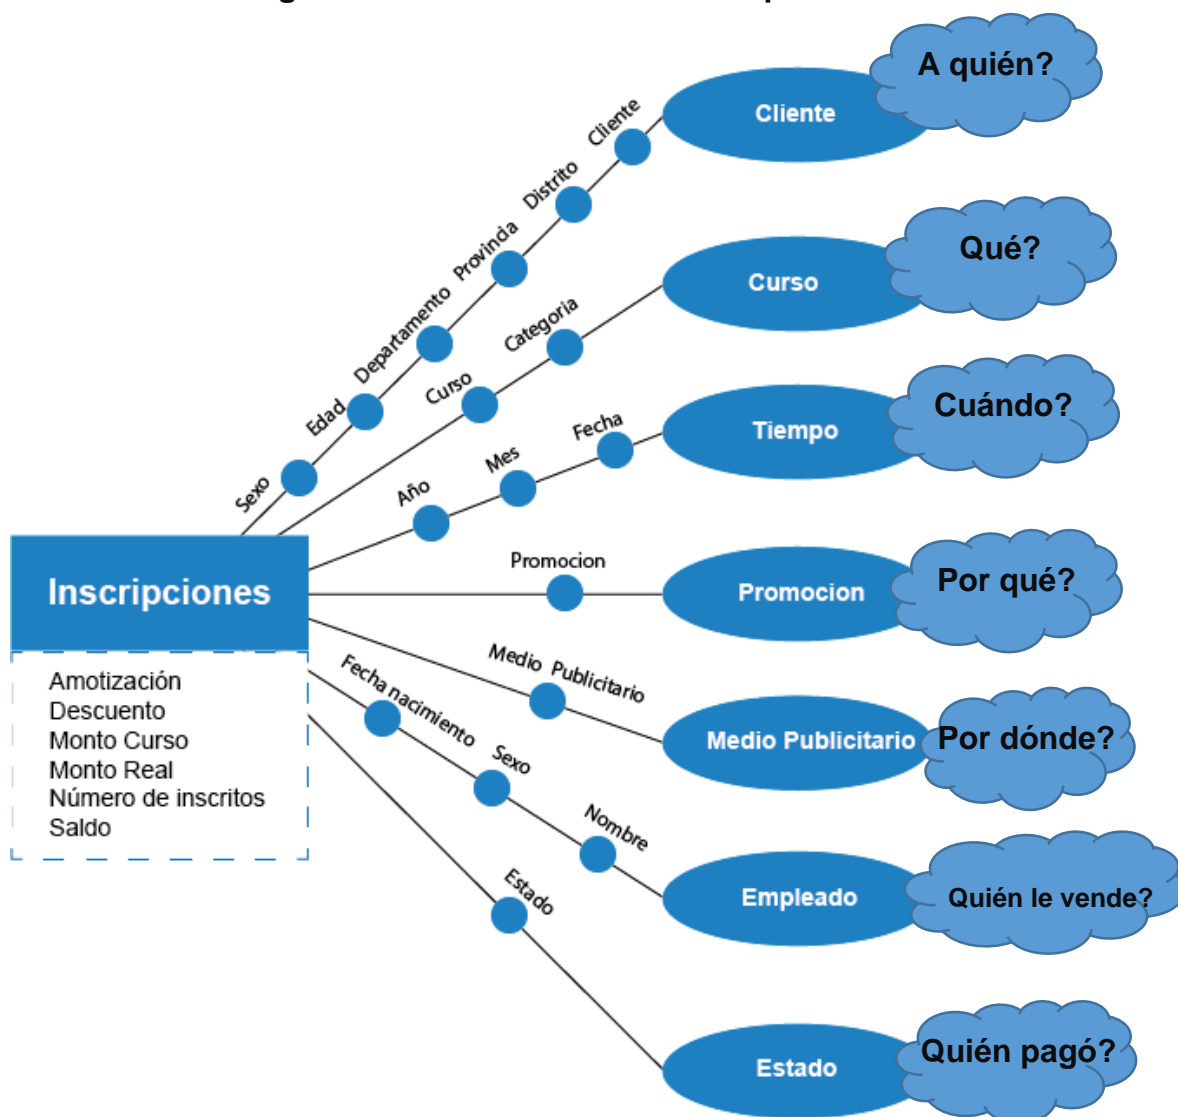 A quién?
Cliente
Cliente
Distrito
Provincia
Departamento
Edad
Sexo
Qué?
Curso
Categoria
Curso
Cuándo?
Tiempo
Fecha
Mes
Año
Inscripciones
Amotización
Descuento
Monto Curso
Monto Real
Número de inscritos
Saldo
Por qué?
Promocion
Promocion
Por dónde?
Medio Publicitario
Medio Publicitario
Fecha nacimiento
Sexo
Nombre
Empleado
Quién le vende?
Estado
Estado
Quién pagó?